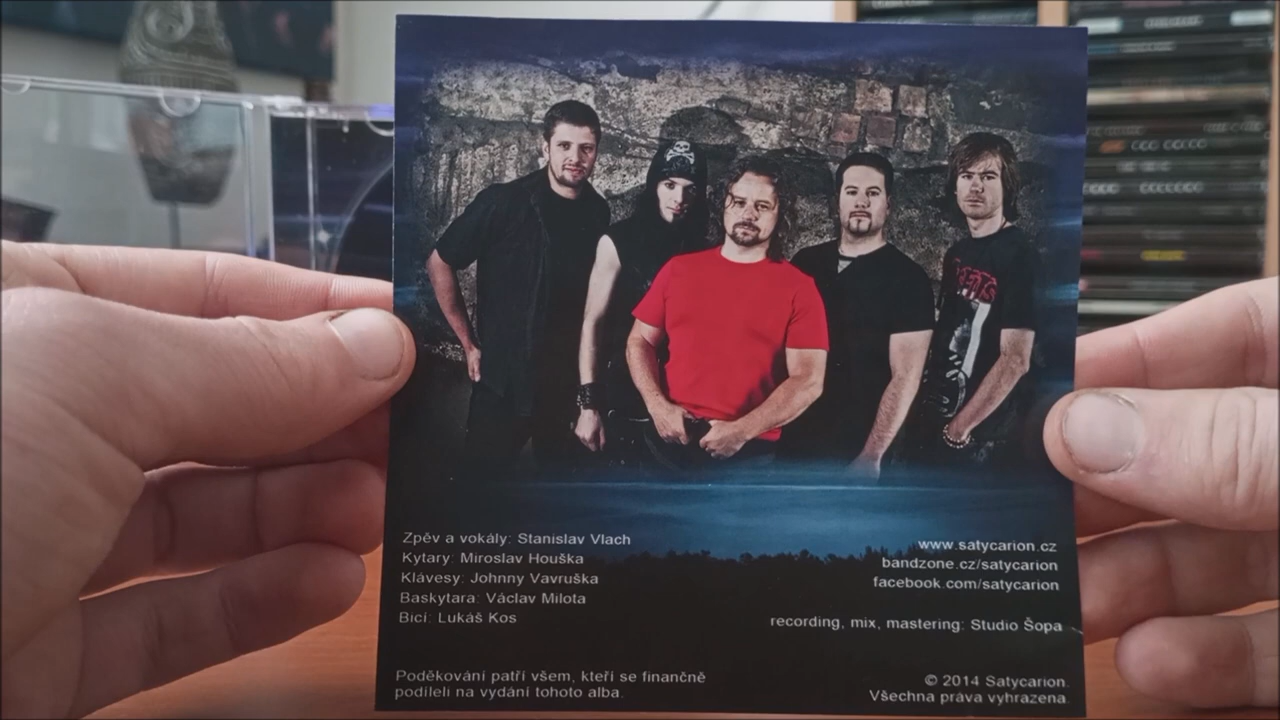 Zpěv a vokály: Stanislav Vlach
Kytary: Miroslav Houška
Klávesy: Johnny Vavruška
Baskytara: Václav Milota
Bicí: Lukáš Kos
www.satycarion.cz
bandzone.cz/satycarion
facebook.com/satycarion
recording, mix, mastering: Studio Šopa
Poděkování patří všem, kteří se finančně
podíleli na vydání tohoto alba.
© 2014 Satycarion.
Všechna práva vyhrazena.